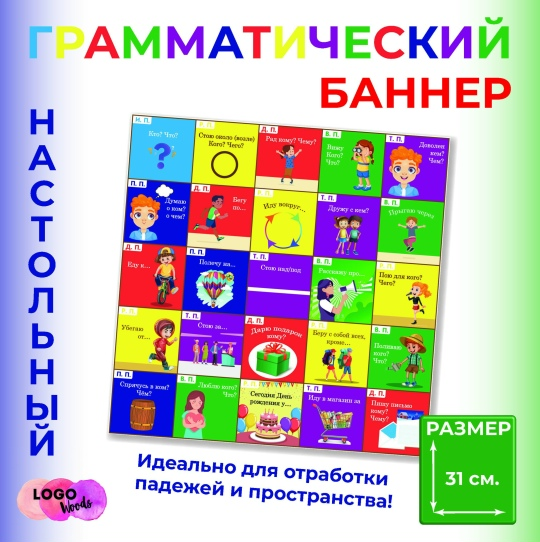 ГРАММАТИЧЕСКИЙ
БАННЕР
НАСТОЛЬНЫЙ
И. П.
Кто? Что?
Р. П.
Стою около (возле)
Кого? Чего?
Д. П.
Рад кому? Чему?
В. П.
Вижу
Кого?
Что?
Т. П.
Доволен
кем?
Чем?
П. П.
Думаю
о ком?
о чем?
Д. П.
Бегу
по...
Р. П.
Иду вокруг...
Т. П.
Дружу с кем?
В. П.
Прыгаю через
Д. П.
Еду к...
П. П.
Полечу на...
Т. П.
Стою над/под
В. П.
Расскажу про...
Р. П.
Пою для кого?
Чего?
Р. П.
Убегаю
от...
Т. П.
Стою за...
Д. П.
Дарю подарок
кому?
Р. П.
Беру с собой всех,
кроме...
В. П.
Поливаю
кого?
Что?
П. П.
Спрячусь в ком?
Чём?
В. П.
Люблю кого?
Что?
Р. П.
Сегодня День
рождения у...
Т. П.
Иду в магазин за
Д. П.
Пишу письмо
кому?
Чему?
Идеально для отработки
падежей и пространства!
РАЗМЕР
31 см.
LOGO
Woods